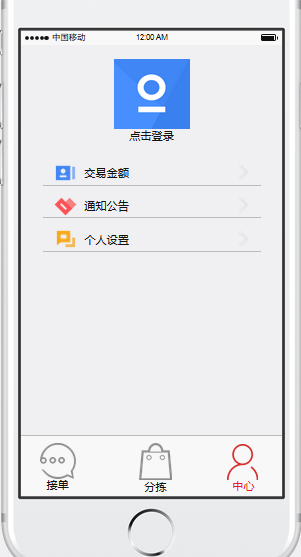 中国移动 12:00 AM
点击登录
交易金额
通知公告
个人设置
接单 分拣 中心